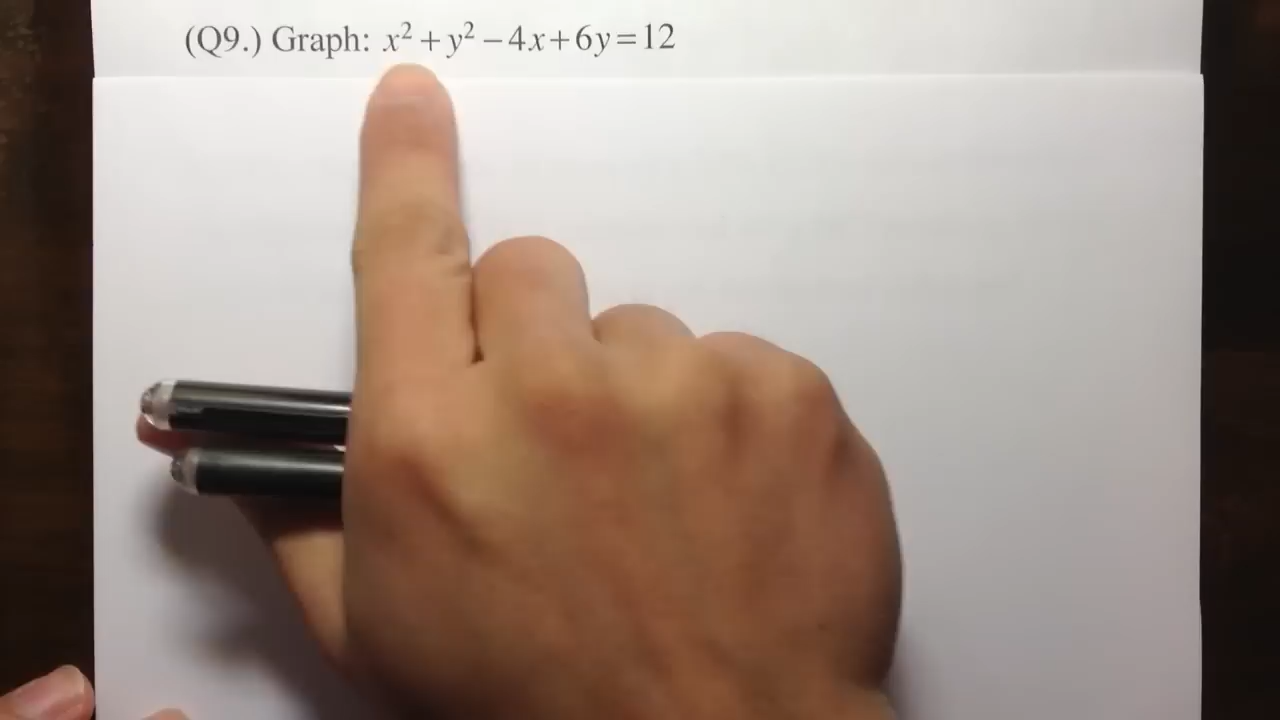 (Q9.) Graph: x² + y² − 4x + 6y = 12